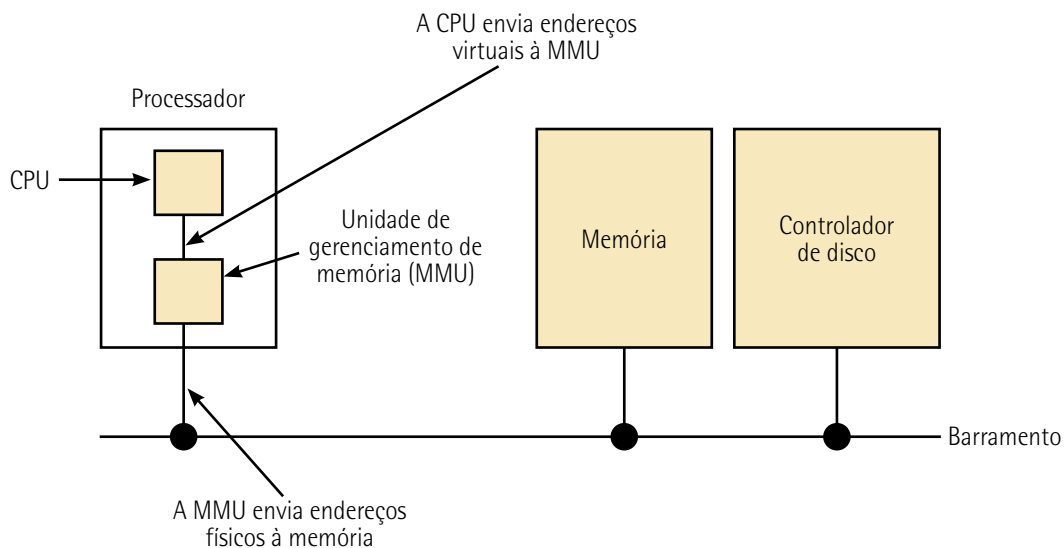 A CPU envia endereços
virtuais à MMU
Processador
CPU
Unidade de
gerenciamento de
memória (MMU)
Memória
Controlador
de disco
Barramento
A MMU envia endereços
físicos à memória